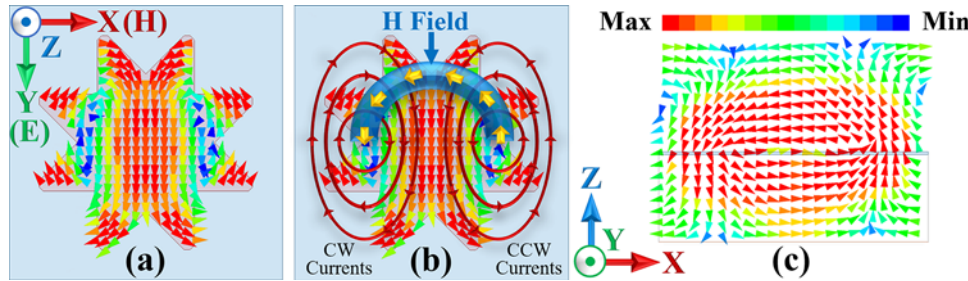 X (H)
Z
Y
(E)
(a)
H Field
CW
Currents
(b)
CCW
Currents
Max
Min
Z
Y
X
(c)